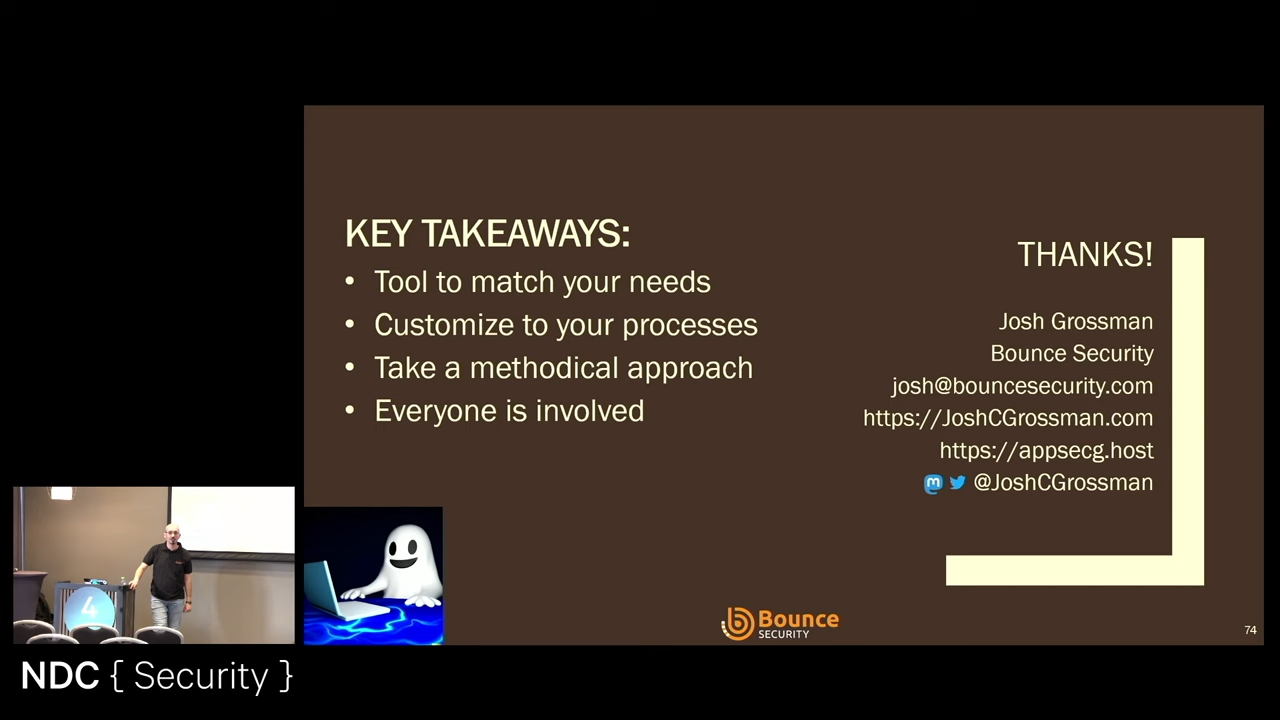 KEY TAKEAWAYS:
• Tool to match your needs
• Customize to your processes
• Take a methodical approach
• Everyone is involved
THANKS!
Josh Grossman
Bounce Security
josh@bouncesecurity.com
https://JoshCGrossman.com
https://appsecg.host
@JoshCGrossman
4
Bounce
SECURITY
74
NDC { Security }